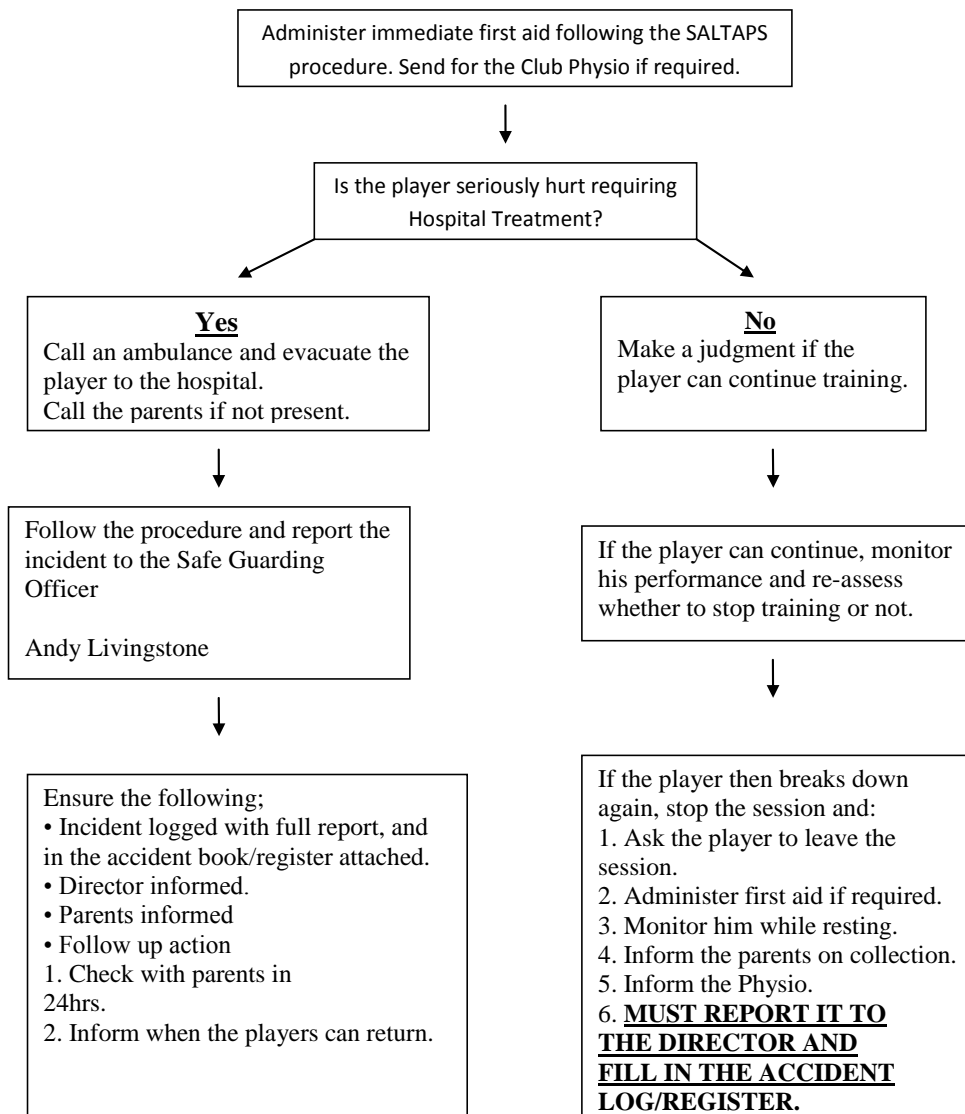 Administer immediate first aid following the SALTAPS
procedure. Send for the Club Physio if required.
Is the player seriously hurt requiring
Hospital Treatment?
Yes
Call an ambulance and evacuate the
player to the hospital.
Call the parents if not present.
No
Make a judgment if the
player can continue training.
Follow the procedure and report the
incident to the Safe Guarding
Officer
Andy Livingstone
If the player can continue, monitor
his performance and re-assess
whether to stop training or not.
Ensure the following;
• Incident logged with full report, and
in the accident book/register attached.
• Director informed.
• Parents informed
• Follow up action
1. Check with parents in
24hrs.
2. Inform when the players can return.
If the player then breaks down
again, stop the session and:
1. Ask the player to leave the
session.
2. Administer first aid if required.
3. Monitor him while resting.
4. Inform the parents on collection.
5. Inform the Physio.
6. MUST REPORT IT TO
THE DIRECTOR AND
FILL IN THE ACCIDENT
LOG/REGISTER.